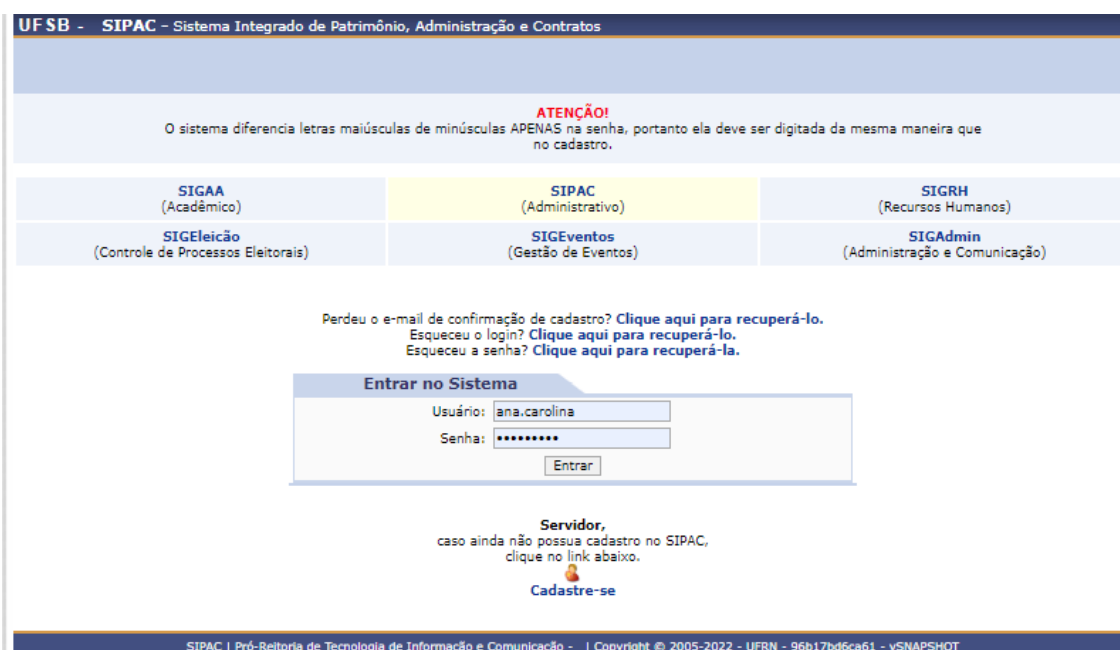 UFSB - SIPAC – Sistema Integrado de Patrimônio, Administração e Contratos
ATENÇÃO!
O sistema diferencia letras maiúsculas de minúsculas APENAS na senha, portanto ela deve ser digitada da mesma maneira que
no cadastro.
SIGAA SIPAC SIGRH
(Acadêmico) (Administrativo) (Recursos Humanos)
SIGEleicão SIGEventos SIGAdmin
(Controle de Processos Eleitorais) (Gestão de Eventos) (Administração e Comunicação)
Perdeu o e-mail de confirmação de cadastro? Clique aqui para recuperá-lo.
Esqueceu o login? Clique aqui para recuperá-lo.
Esqueceu a senha? Clique aqui para recuperá-la.
Entrar no Sistema
Usuário: ana.carolina
Senha: •••••••••
Entrar
Servidor,
caso ainda não possua cadastro no SIPAC,
clique no link abaixo.
Cadastre-se
SIPAC | Pró-Reitoria de Tecnologia de Informação e Comunicação - | Copyright © 2005-2022 - UFRN - 96b17bd6ca61 - vSNAPSHOT